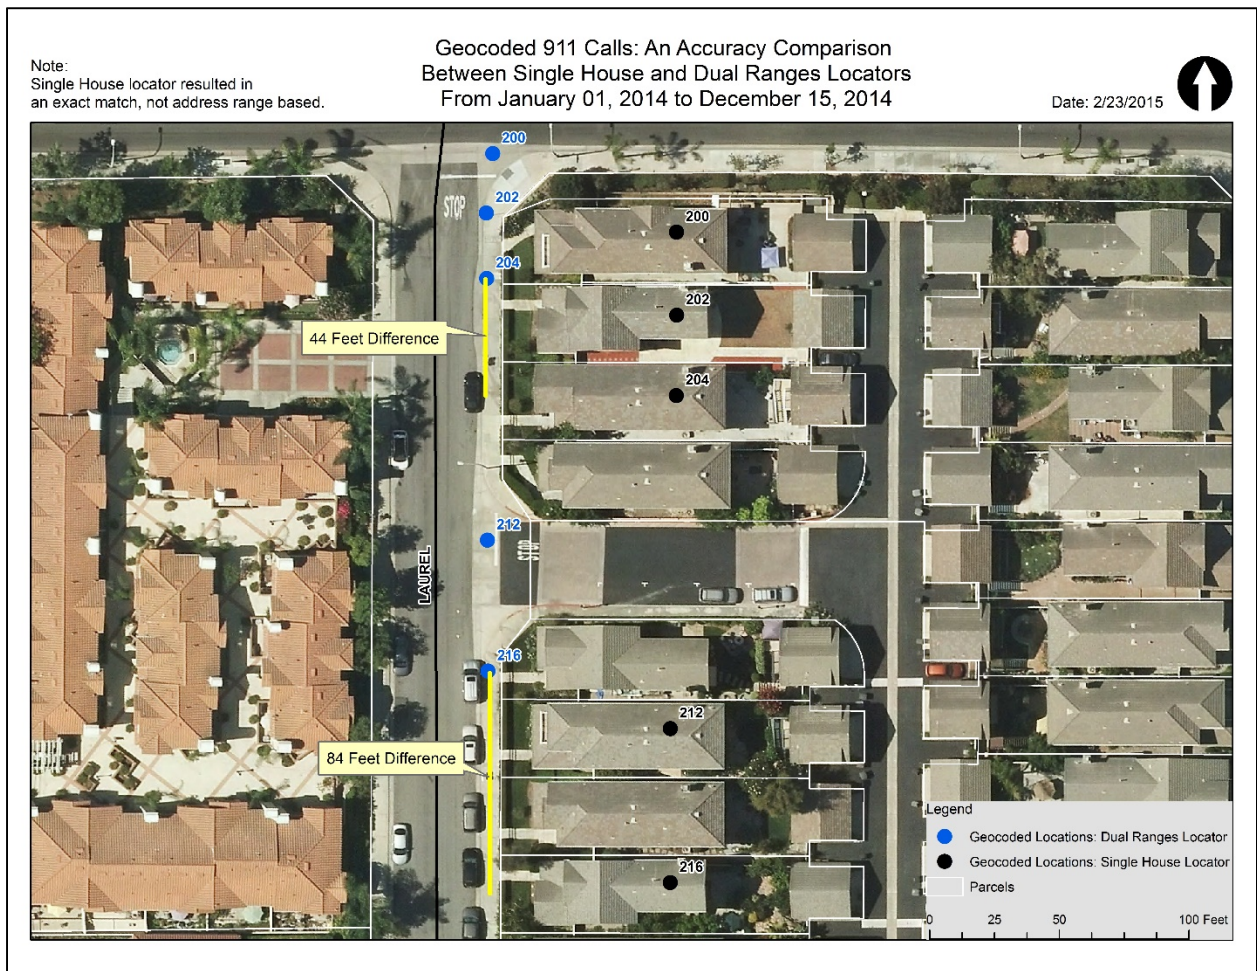 Note:
Single House locator resulted in
an exact match, not address range based.
Geocoded 911 Calls: An Accuracy Comparison
Between Single House and Dual Ranges Locators
From January 01, 2014 to December 15, 2014
Date: 2/23/2015
200
202
STOP
200
204
202
44 Feet Difference
204
212
STOP
LAUREL
216
212
84 Feet Difference
216
Legend
Geocoded Locations: Dual Ranges Locator
Geocoded Locations: Single House Locator
Parcels
0 25 50 100 Feet